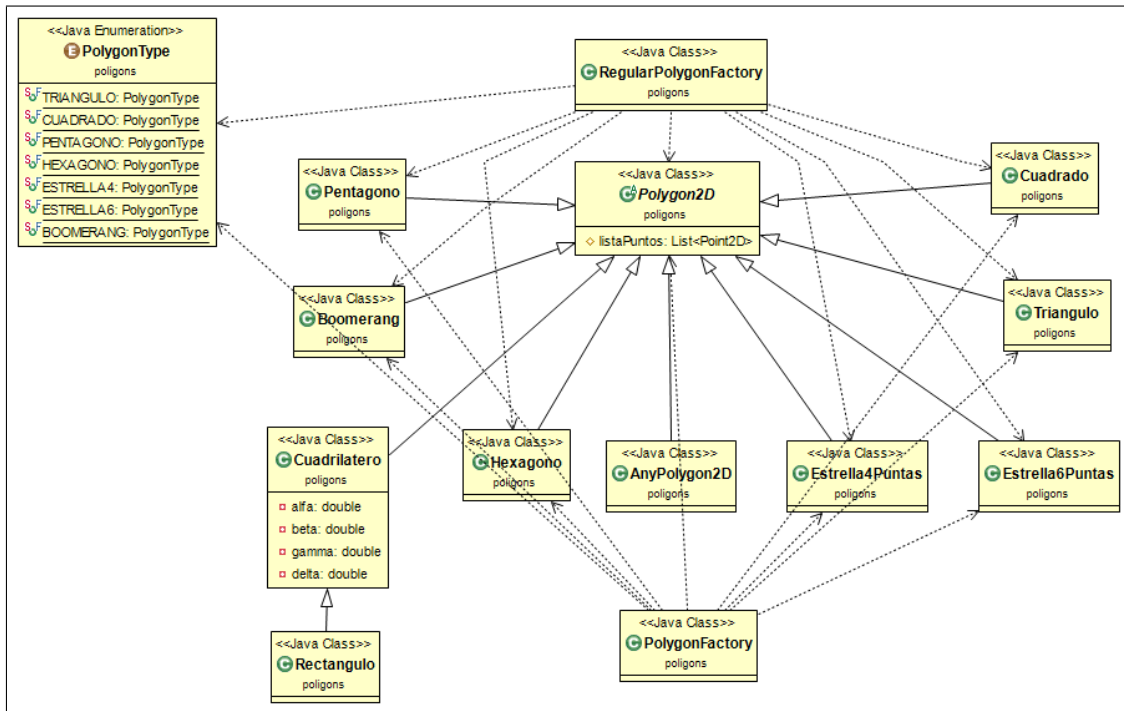 <<Java Enumeration>>
PolygonType
poligons
TRIANGULO: PolygonType
CUADRADO: PolygonType
PENTAGONO: PolygonType
HEXAGONO: PolygonType
ESTRELLA4: PolygonType
ESTRELLA6: PolygonType
BOOMERANG: PolygonType
<<Java Class>>
RegularPolygonFactory
poligons
<<Java Class>>
Pentagono
poligons
<<Java Class>>
Polygon2D
poligons
listaPuntos: List<Point2D>
<<Java Class>>
Cuadrado
poligons
<<Java Class>>
Boomerang
poligons
<<Java Class>>
Triangulo
poligons
<<Java Class>>
Cuadrilatero
poligons
alfa: double
beta: double
gamma: double
delta: double
<<Java Class>>
Hexagono
poligons
<<Java Class>>
AnyPolygon2D
poligons
<<Java Class>>
Estrella4Puntas
poligons
<<Java Class>>
Estrella6Puntas
poligons
<<Java Class>>
Rectangulo
poligons
<<Java Class>>
PolygonFactory
poligons